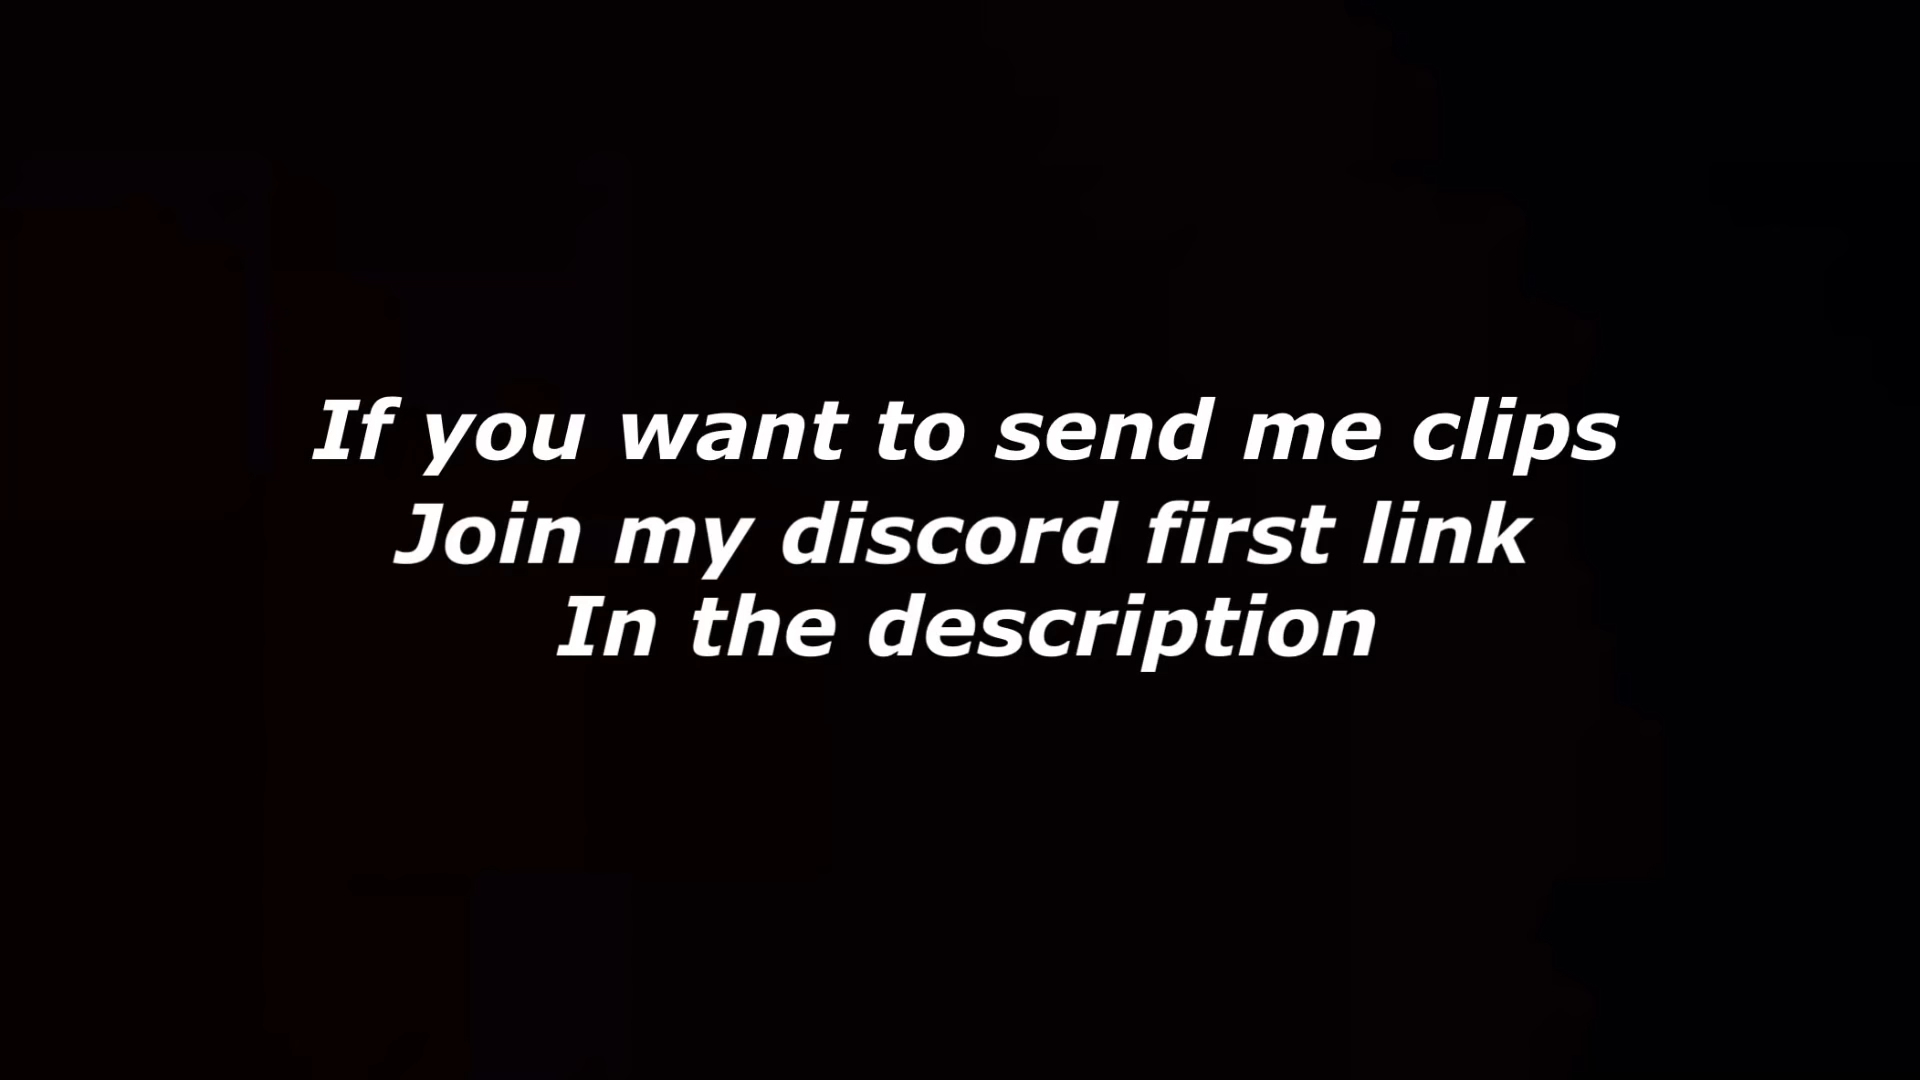 If you want to send me clips
Join my discord first link
In the description